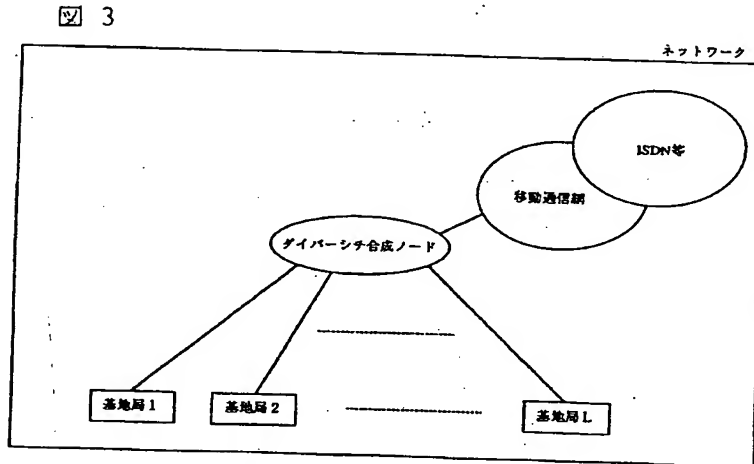 図 3
ネットワーク
ISDN等
移動通信網
ダイバーシチ合成ノード
基地局1
基地局2
基地局L